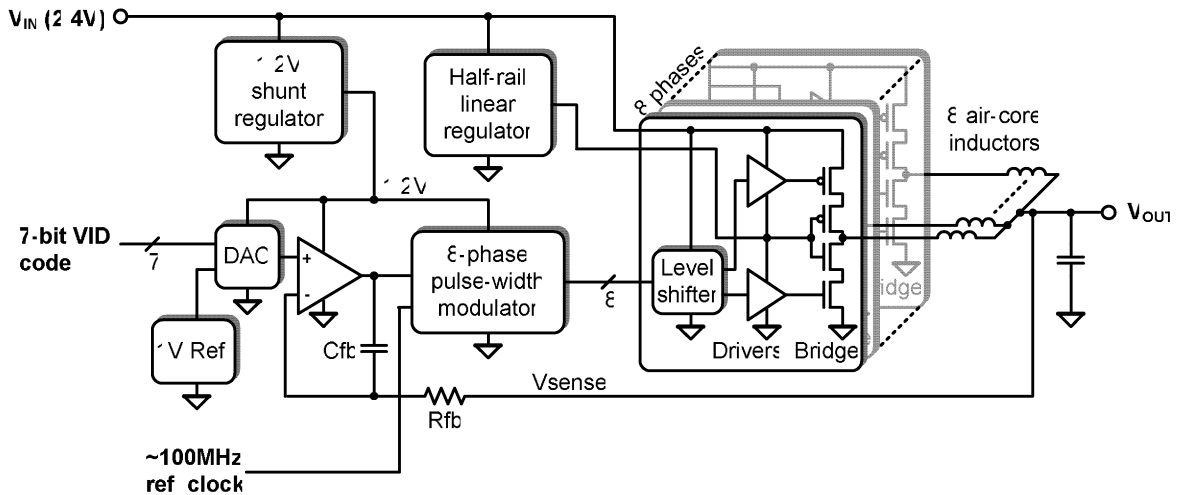 VIN (2 4V)
1 2V
shunt
regulator
Half-rail
linear
regulator
8 phases
8 air-core
inductors
1 2V
7-bit VID
code
7
DAC
+
-
8-phase
pulse-width
modulator
8
Level
shifter
Drivers
Bridge
idge
VOUT
1V Ref
Cfb
Vsense
Rfb
~100MHz
ref clock